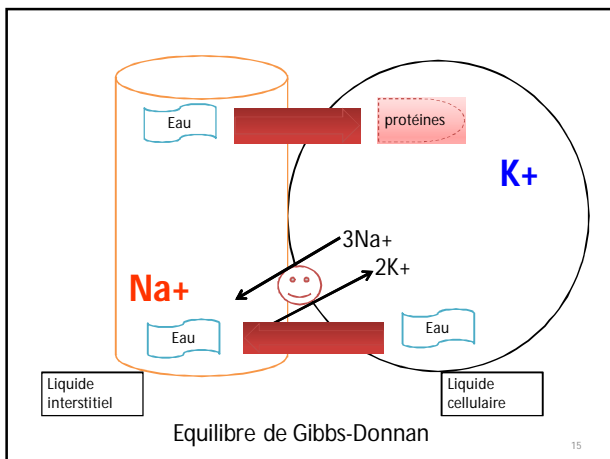 Eau
protéines
K+
3Na+
2K+
Na+
Eau
Eau
Liquide
interstitiel
Liquide
cellulaire
Equilibre de Gibbs-Donnan
15